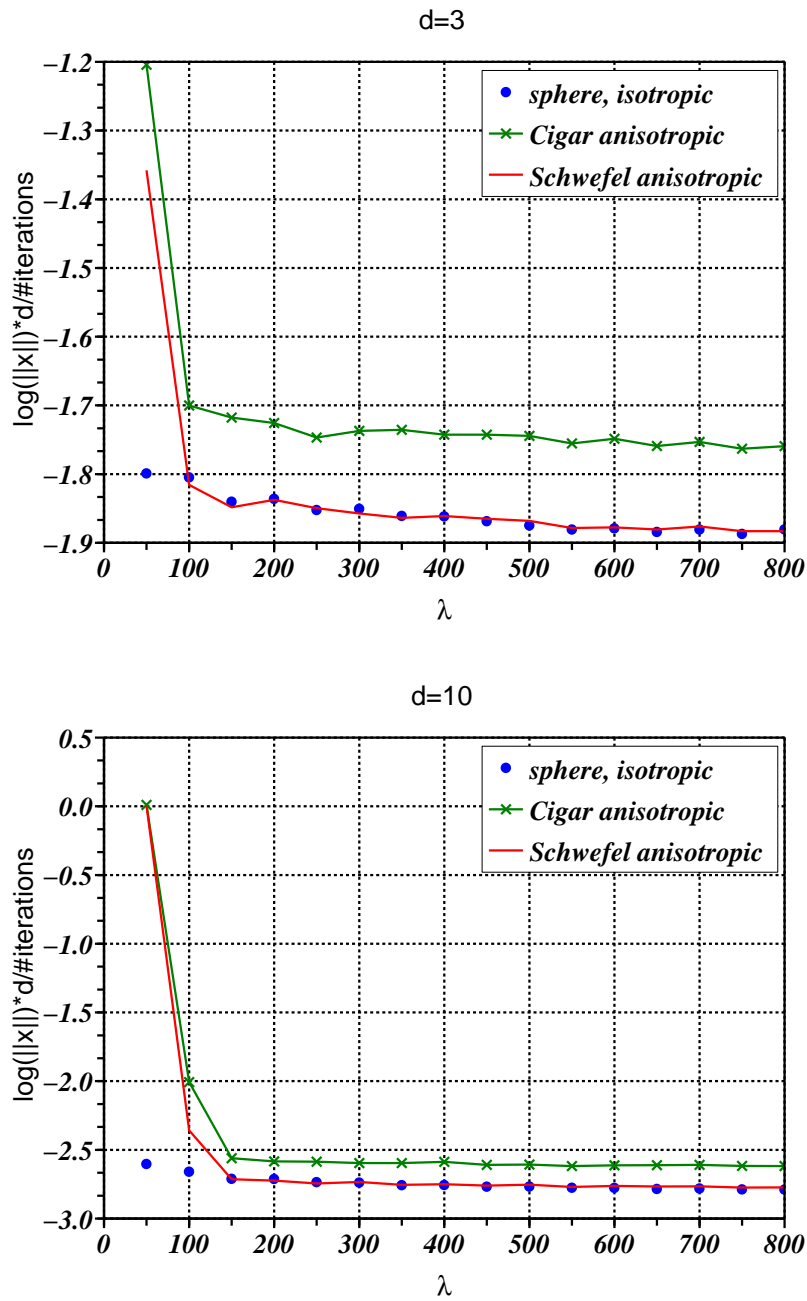 d=3
log(||x||)*d/#iterations
−1.2
−1.3
−1.4
−1.5
−1.6
−1.7
−1.8
−1.9
sphere, isotropic
Cigar anisotropic
Schwefel anisotropic
0 100 200 300 400 500 600 700 800
λ
d=10
log(||x||)*d/#iterations
0.5
0.0
−0.5
−1.0
−1.5
−2.0
−2.5
−3.0
sphere, isotropic
Cigar anisotropic
Schwefel anisotropic
0 100 200 300 400 500 600 700 800
λ